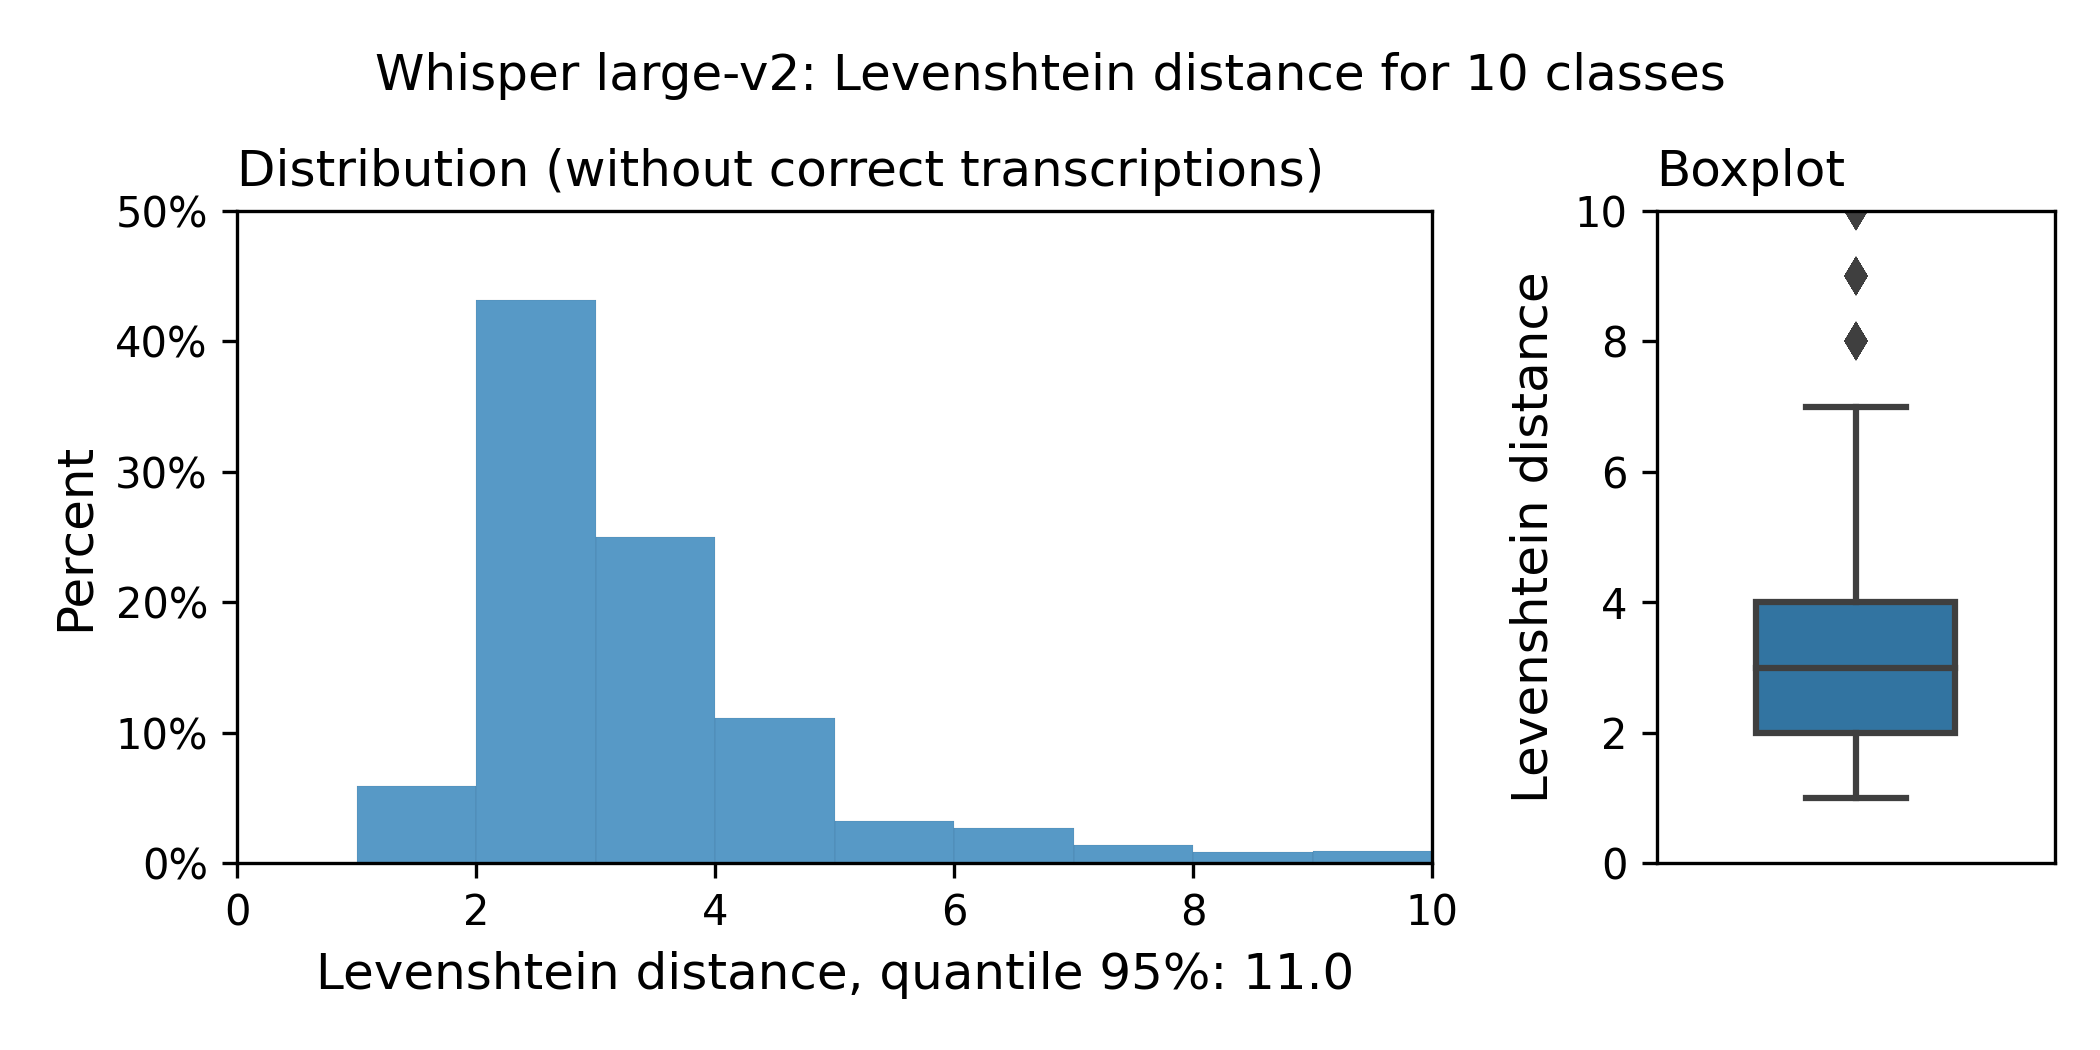 Whisper large-v2: Levenshtein distance for 10 classes
Distribution (without correct transcriptions)
50%
40%
30%
20%
10%
0%
Percent
0 2 4 6 8 10
Levenshtein distance, quantile 95%: 11.0
Boxplot
10
8
6
4
2
0
Levenshtein distance